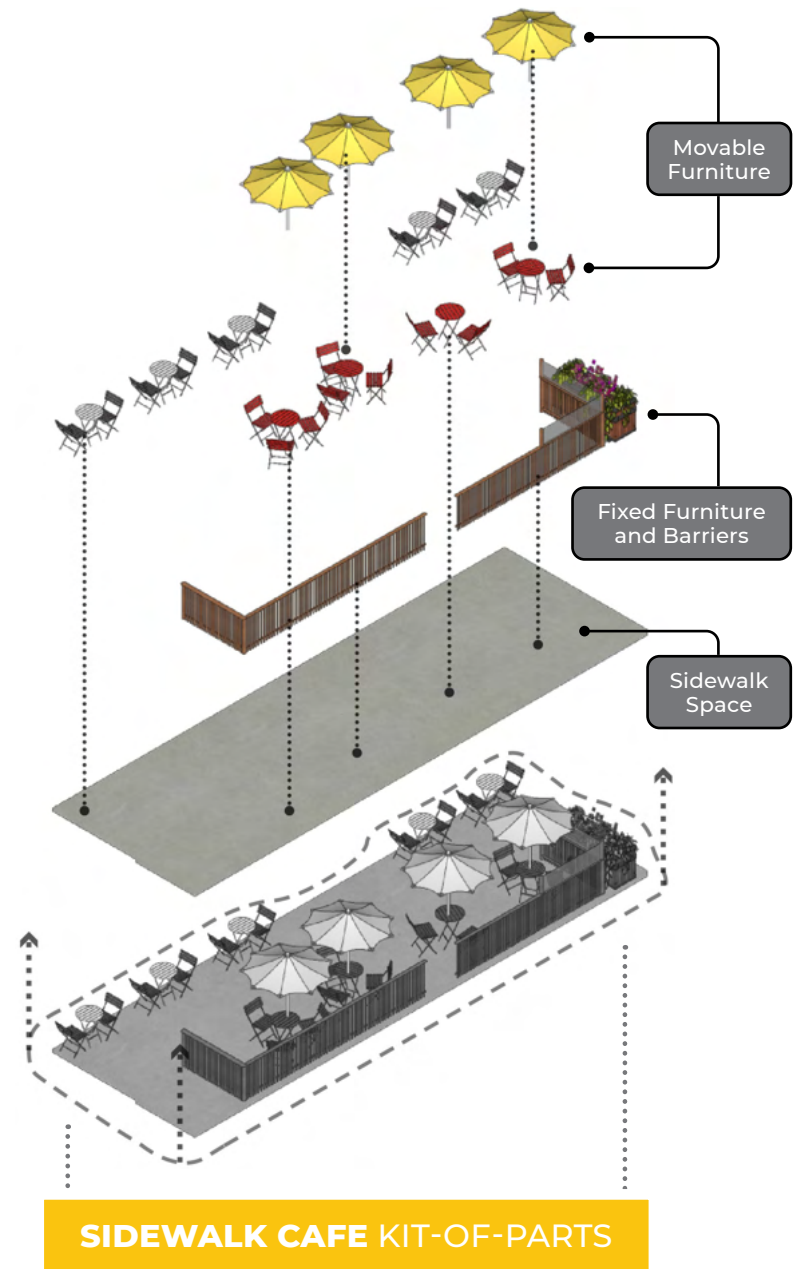 Movable
Furniture
Fixed Furniture
and Barriers
Sidewalk
Space
SIDEWALK CAFE KIT-OF-PARTS